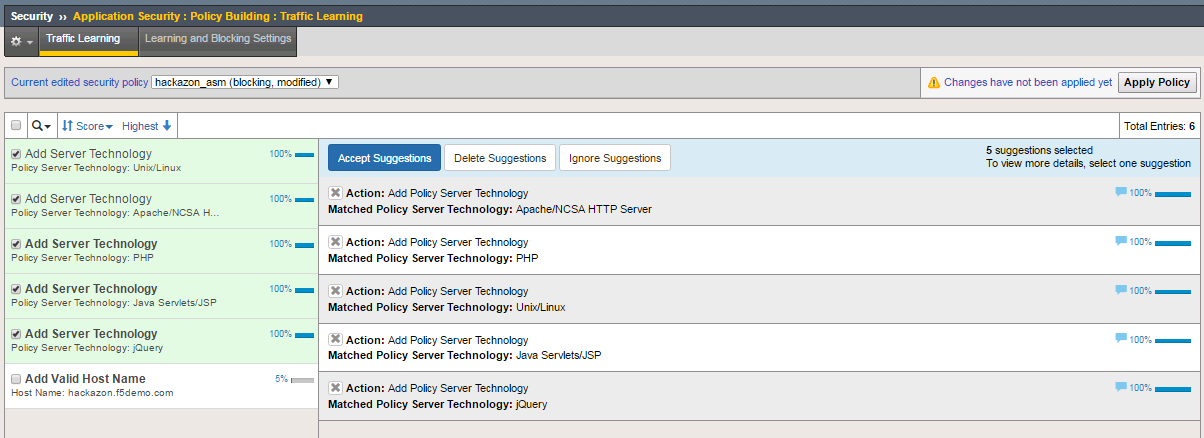 Security ›› Application Security : Policy Building : Traffic Learning
Traffic Learning Learning and Blocking Settings
Current edited security policy hackazon_asm (blocking, modified) Changes have not been applied yet Apply Policy
Score Highest Total Entries: 6
Add Server Technology 100%
Policy Server Technology: Unix/Linux
Add Server Technology 100%
Policy Server Technology: Apache/NCSA H...
Add Server Technology 100%
Policy Server Technology: PHP
Add Server Technology 100%
Policy Server Technology: Java Servlets/JSP
Add Server Technology 100%
Policy Server Technology: jQuery
Add Valid Host Name 5%
Host Name: hackazon.f5demo.com
Accept Suggestions Delete Suggestions Ignore Suggestions
5 suggestions selected
To view more details, select one suggestion
Action: Add Policy Server Technology 100%
Matched Policy Server Technology: Apache/NCSA HTTP Server
Action: Add Policy Server Technology 100%
Matched Policy Server Technology: PHP
Action: Add Policy Server Technology 100%
Matched Policy Server Technology: Unix/Linux
Action: Add Policy Server Technology 100%
Matched Policy Server Technology: Java Servlets/JSP
Action: Add Policy Server Technology 100%
Matched Policy Server Technology: jQuery